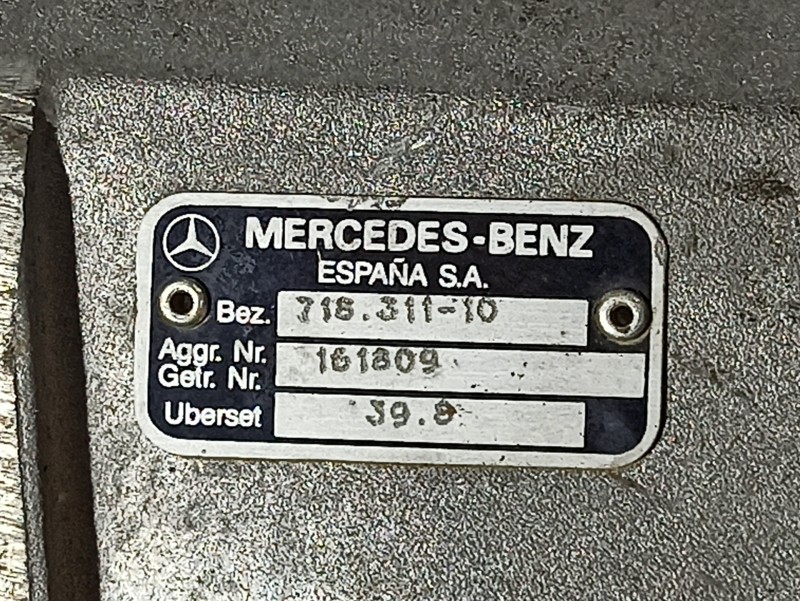 MERCEDES-BENZ
ESPAÑA S.A.
Bez. 718.311-10
Aggr. Nr.
Getr. Nr. 161809
Uberset 39.8